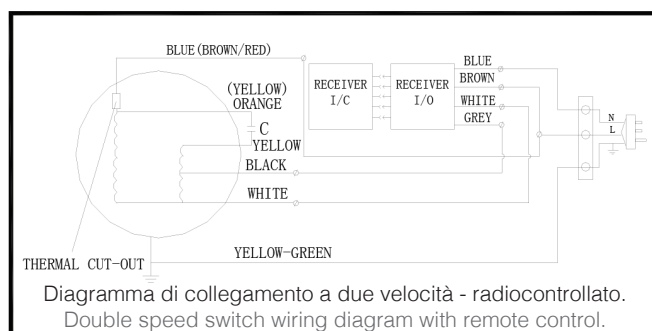 BLUE(BROWN/RED)
(YELLOW)
ORANGE
C
YELLOW
BLACK
WHITE
RECEIVER
I/C
RECEIVER
I/O
BLUE
BROWN
WHITE
GREY
N
L
YELLOW-GREEN
THERMAL CUT-OUT
Diagramma di collegamento a due velocità - radiocontrollato.
Double speed switch wiring diagram with remote control.